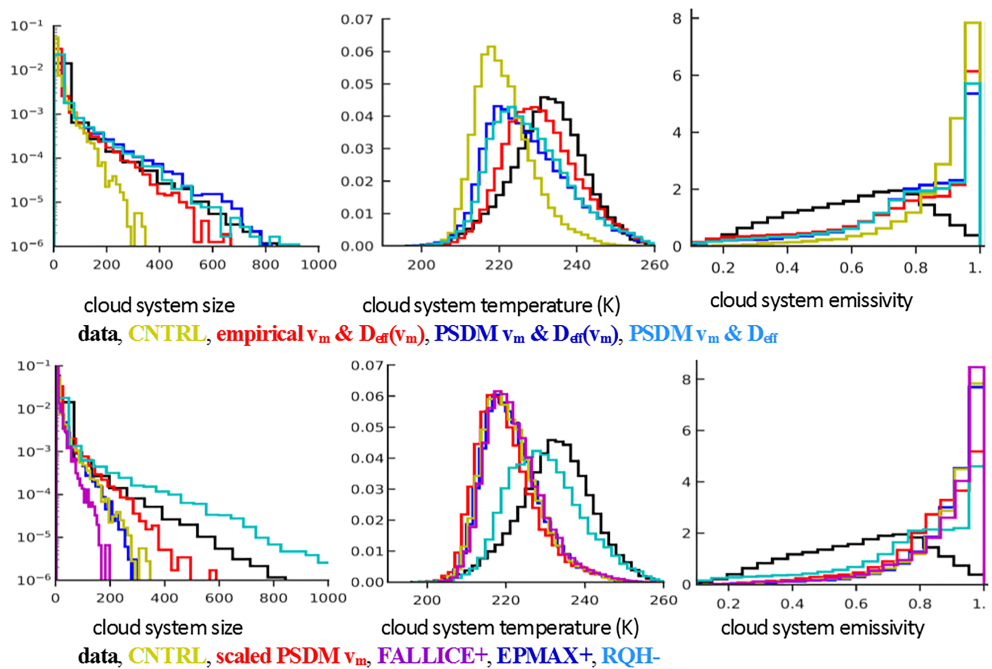 10⁻¹ 10⁻² 10⁻³ 10⁻⁴ 10⁻⁵ 10⁻⁶
0 200 400 600 800 1000
0.07 0.06 0.05 0.04 0.03 0.02 0.01 0.00
200 220 240 260
8 6 4 2 0
0.2 0.4 0.6 0.8 1.
cloud system size
cloud system temperature (K)
cloud system emissivity
data, CNTRL, empirical vₘ & Dₑff(vₘ), PSDM vₘ & Dₑff(vₘ), PSDM vₘ & Dₑff
10⁻¹ 10⁻² 10⁻³ 10⁻⁴ 10⁻⁵ 10⁻⁶
0 200 400 600 800 1000
0.07 0.06 0.05 0.04 0.03 0.02 0.01 0.00
200 220 240 260
8 6 4 2 0
0.2 0.4 0.6 0.8 1.
cloud system size
cloud system temperature (K)
cloud system emissivity
data, CNTRL, scaled PSDM vₘ, FALLICE+, EPMAX+, RQH-